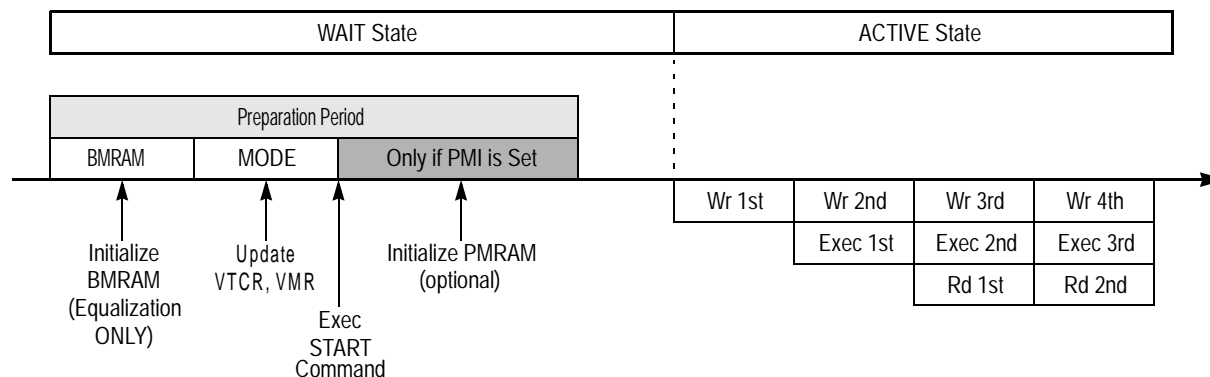 WAIT State
ACTIVE State
Preparation Period
BMRAM
MODE
Only if PMI is Set
Wr 1st
Wr 2nd
Wr 3rd
Wr 4th
Exec 1st
Exec 2nd
Exec 3rd
Rd 1st
Rd 2nd
Initialize
BMRAM
(Equalization
ONLY)
Update
VTCR, VMR
Exec
START
Command
Initialize PMRAM
(optional)